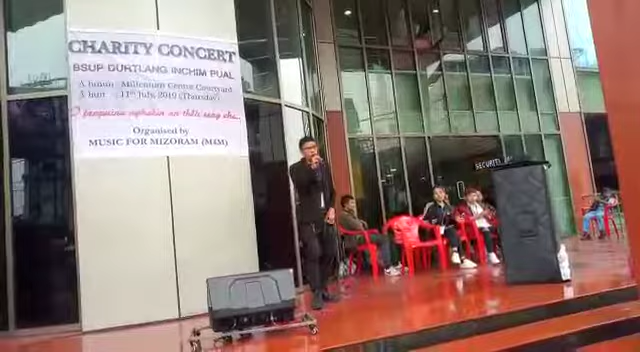 CHARITY CONCERT
BSUP DURTLANG INCHIM PUAL
A hmun : Millennium Centre Courtyard
A hun : 11th July, 2019 (Thursday)
Organised by
MUSIC FOR MIZORAM (M4M)
SECURITY